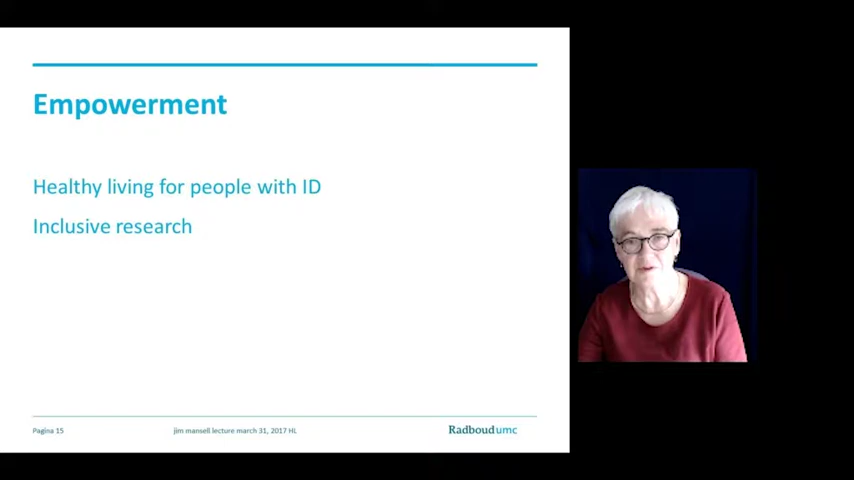 Empowerment
Healthy living for people with ID
Inclusive research
Pagina 15
jim mansell lecture march 31, 2017 HL
Radboudumc